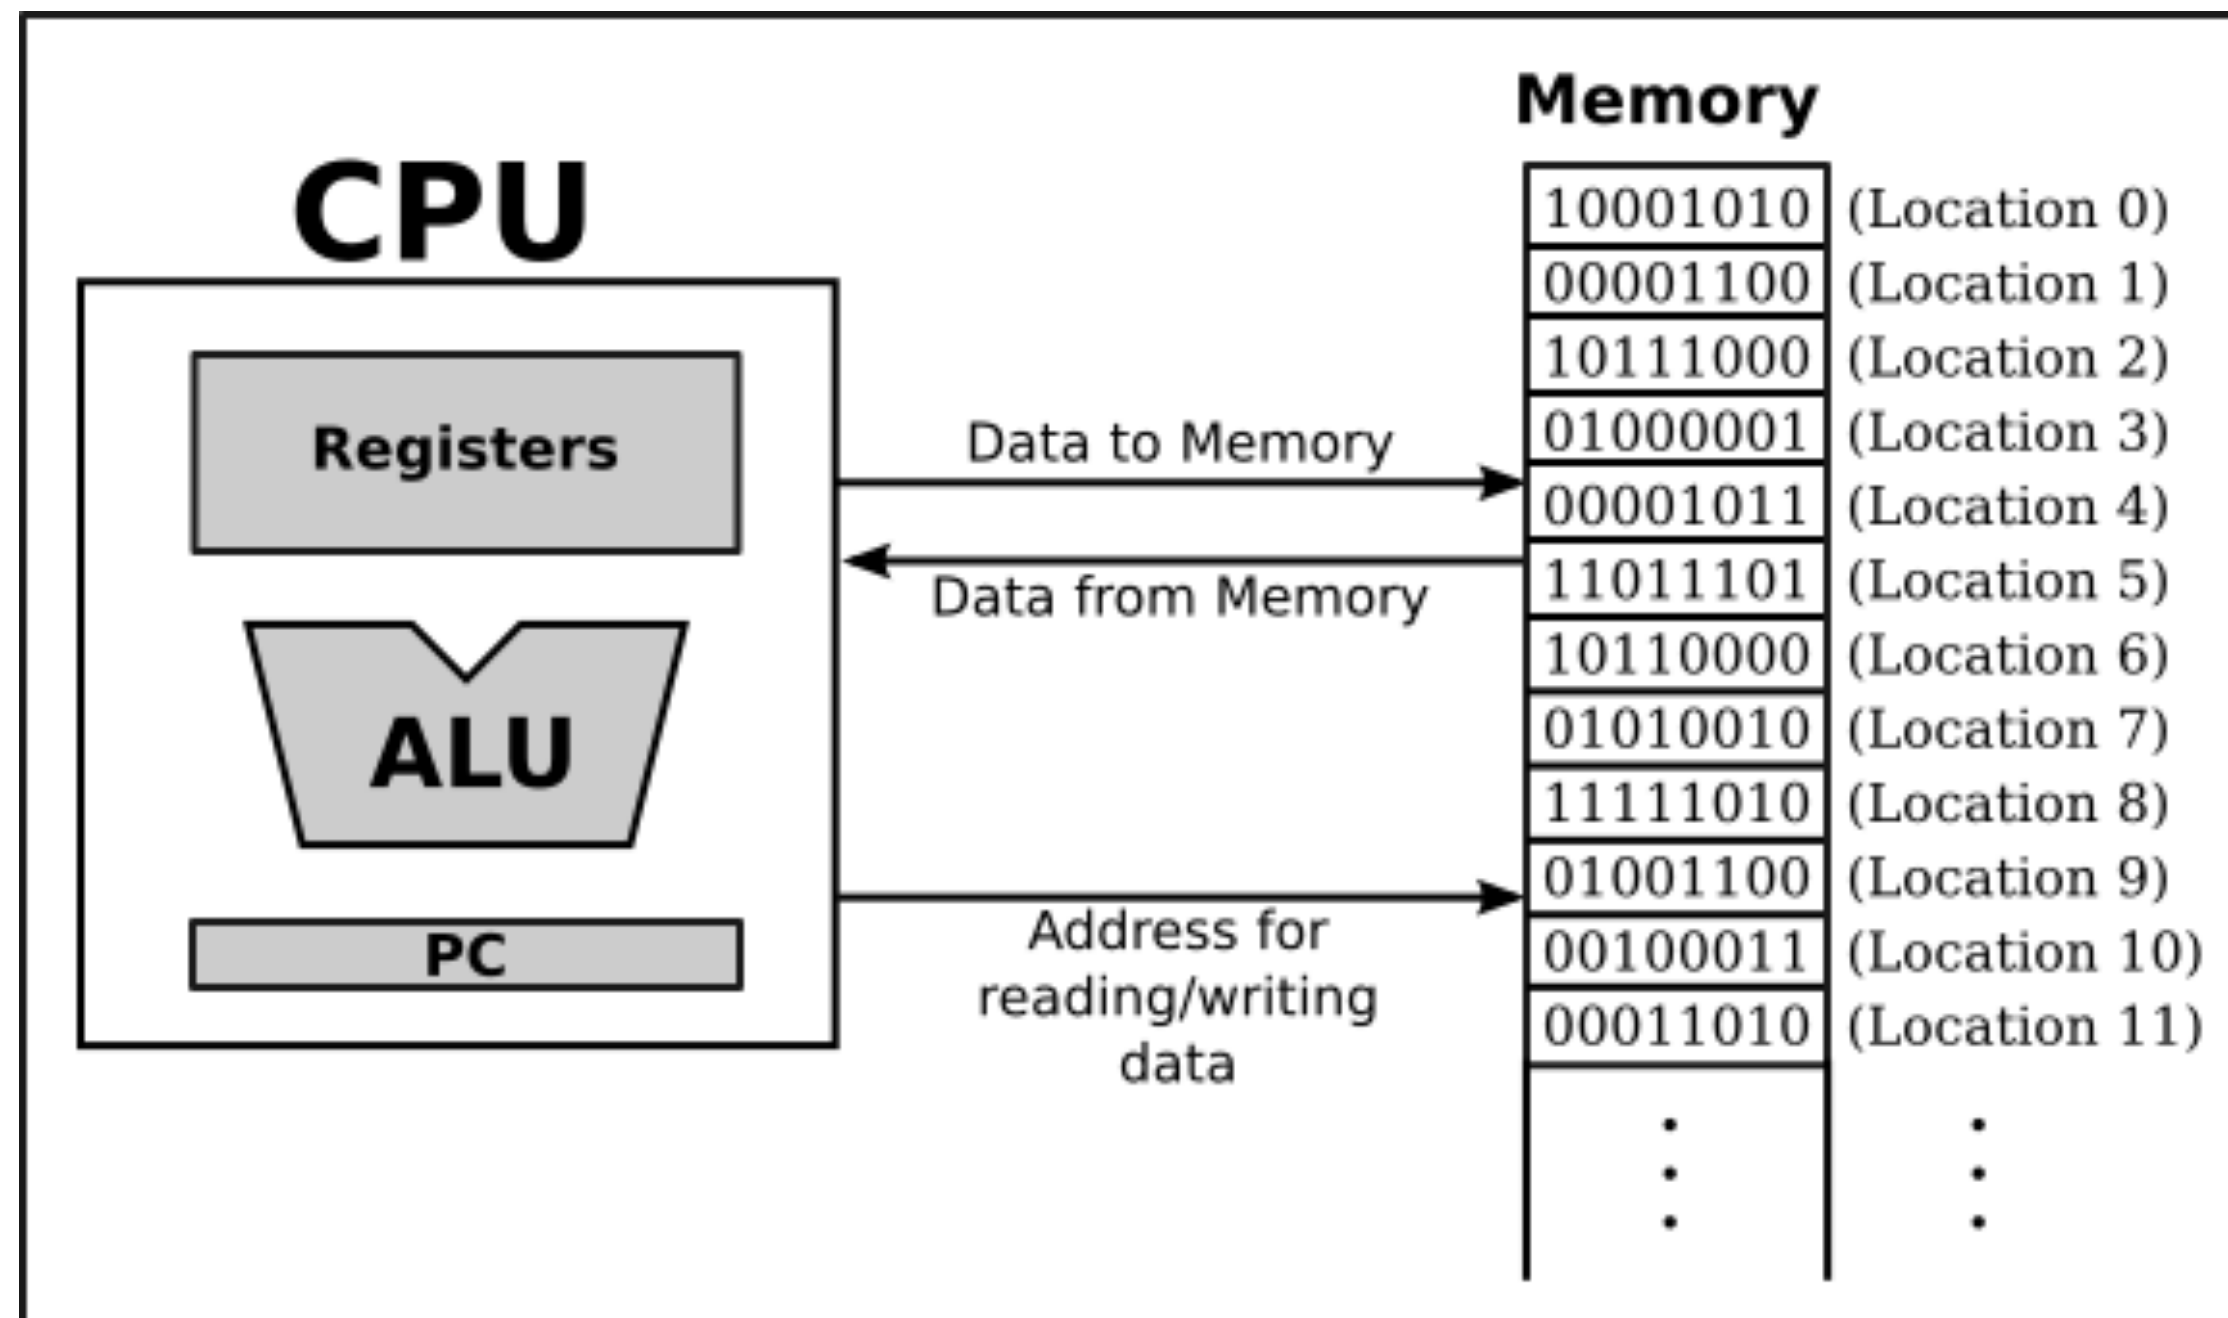 CPU
Registers
ALU
PC
Data to Memory
Data from Memory
Address for
reading/writing
data
Memory
10001010 (Location 0)
00001100 (Location 1)
10111000 (Location 2)
01000001 (Location 3)
00001011 (Location 4)
11011101 (Location 5)
10110000 (Location 6)
01010010 (Location 7)
11111010 (Location 8)
01001100 (Location 9)
00100011 (Location 10)
00011010 (Location 11)